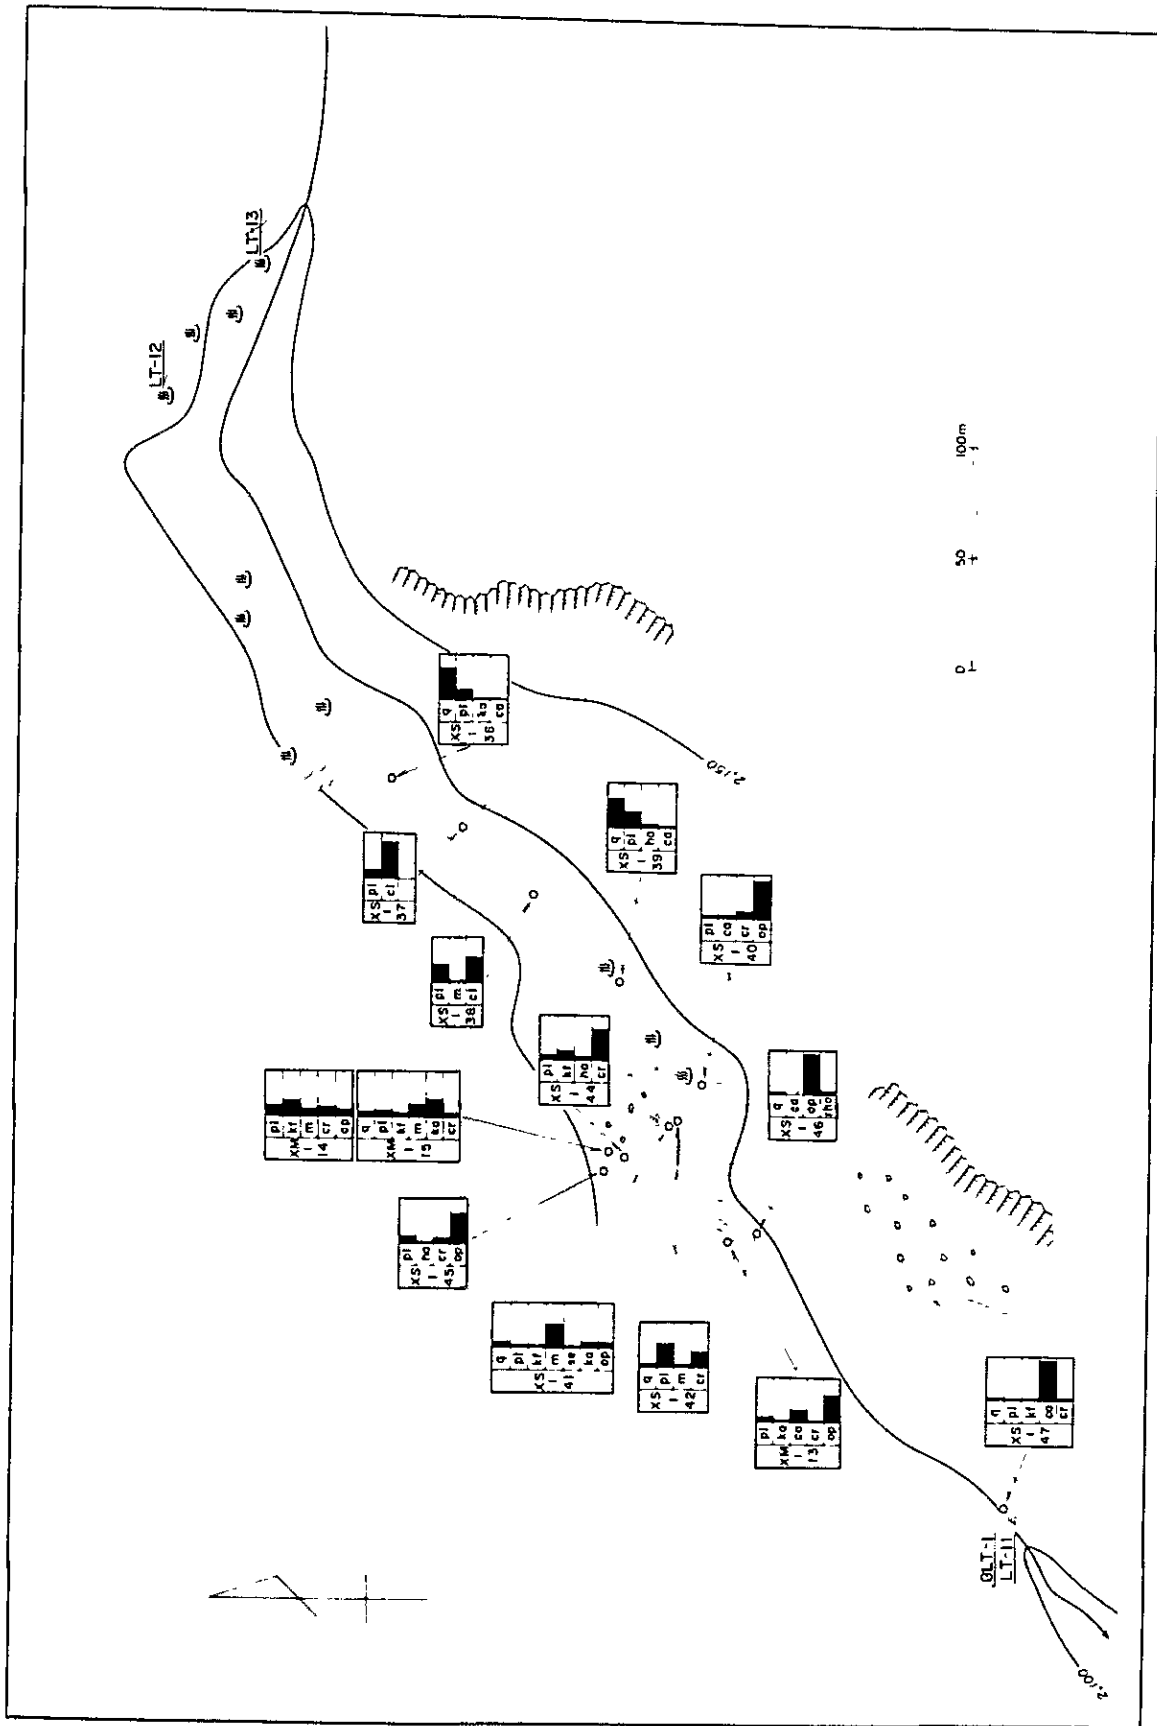 LT-13
LT-12
100m
50
0
q
pl
ka
ca
XS
1
36
2,150
pl
cl
XS
1
37
q
pl
ho
ca
XS
1
39
pl
ca
cr
op
XS
1
40
pl
m
cl
XS
1
38
pl
kf
ho
cr
XS
1
44
q
ca
op
rho
XS
1
46
pl
kf
m
cr
op
XM
1
14
q
pl
kf
m
ka
cr
XM
1
15
pl
ho
cr
op
XS
1
45
q
pl
kf
m
se
ka
op
XS
1
41
q
pl
m
cr
XS
1
42
pl
ka
ca
cr
op
XM
1
13
q
pl
kf
ca
cr
XS
1
47
LT-11
2,100